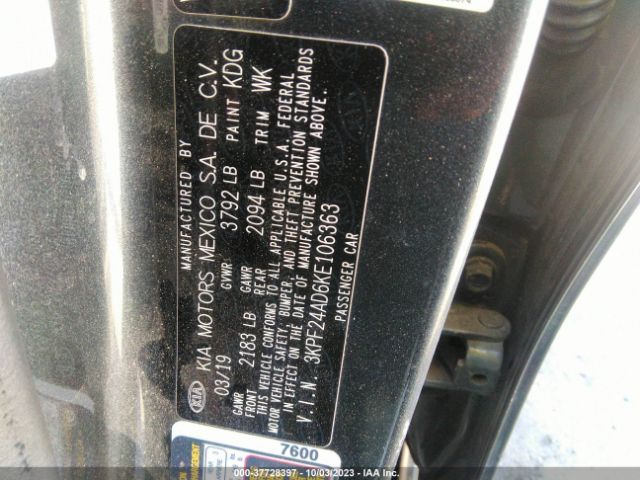 MANUFACTURED BY
KIA KIA MOTORS MEXICO S.A. DE C.V.
03/19 GVWR 3792 LB PAINT KDG
GAWR FRONT 2183 LB GAWR REAR 2094 LB TRIM WK
THIS VEHICLE CONFORMS TO ALL APPLICABLE U.S.A. FEDERAL
MOTOR VEHICLE SAFETY, BUMPER, AND THEFT PREVENTION STANDARDS
IN EFFECT ON THE DATE OF MANUFACTURE SHOWN ABOVE.
V.I.N 3KPF24AD6KE106363
PASSENGER CAR
7600
© - 37728397 - 10/03/2023 - IAA Inc.